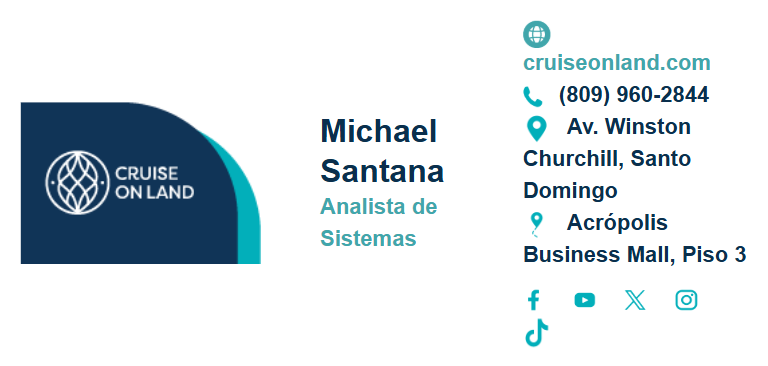 CRUISE
ON LAND
Michael
Santana
Analista de
Sistemas
cruiseonland.com
(809) 960-2844
Av. Winston
Churchill, Santo
Domingo
Acrópolis
Business Mall, Piso 3